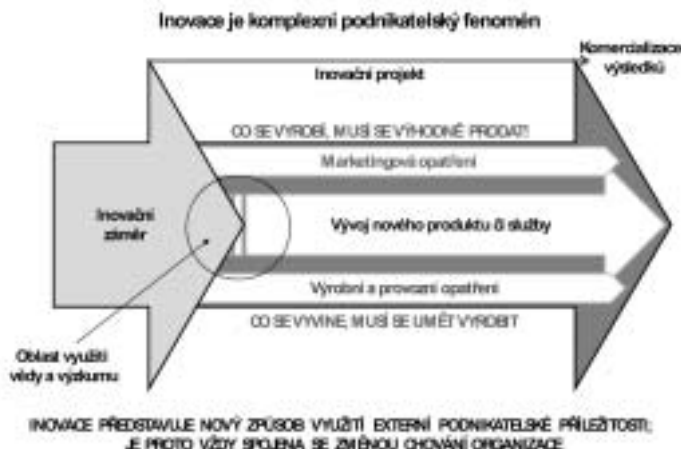 Inovace je komplexní podnikatelský fenomén
Komercializace
výsledků
Inovační projekt
CO SE VYROBÍ, MUSÍ SE VÝHODNĚ PRODAT!
Marketingová opatření
Inovační
záměr
Vývoj nového produktu či služby
Výrobní a provozní opatření
CO SE VYVINE, MUSÍ SE UMĚT VYROBIT
Oblast využití
vědy a výzkumu
INOVACE PŘEDSTAVUJE NOVÝ ZPŮSOB VYUŽITÍ EXTERNÍ PODNIKATELSKÉ PŘÍLEŽITOSTI;
JE PROTO VŽDY SPOJENA SE ZMĚNOU CHOVÁNÍ ORGANIZACE